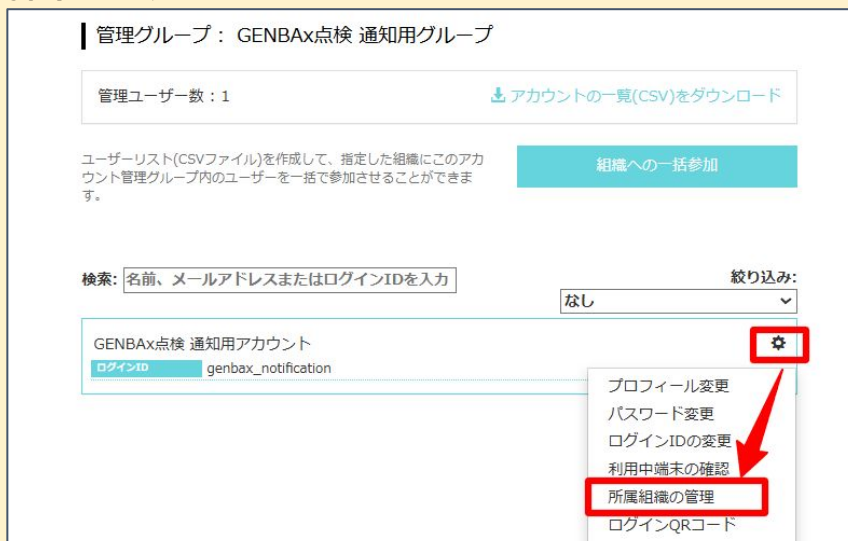 管理グループ： GENBAx点検 通知用グループ
管理ユーザー数：1
アカウントの一覧(CSV)をダウンロード
ユーザーリスト(CSVファイル)を作成して、指定した組織にこのアカ
ウント管理グループ内のユーザーを一括で参加させることができま
す。
組織への一括参加
検索: 名前、メールアドレスまたはログインIDを入力
絞り込み:
なし
GENBAx点検 通知用アカウント
ログインID genbax_notification
プロフィール変更
パスワード変更
ログインIDの変更
利用中端末の確認
所属組織の管理
ログインQRコード